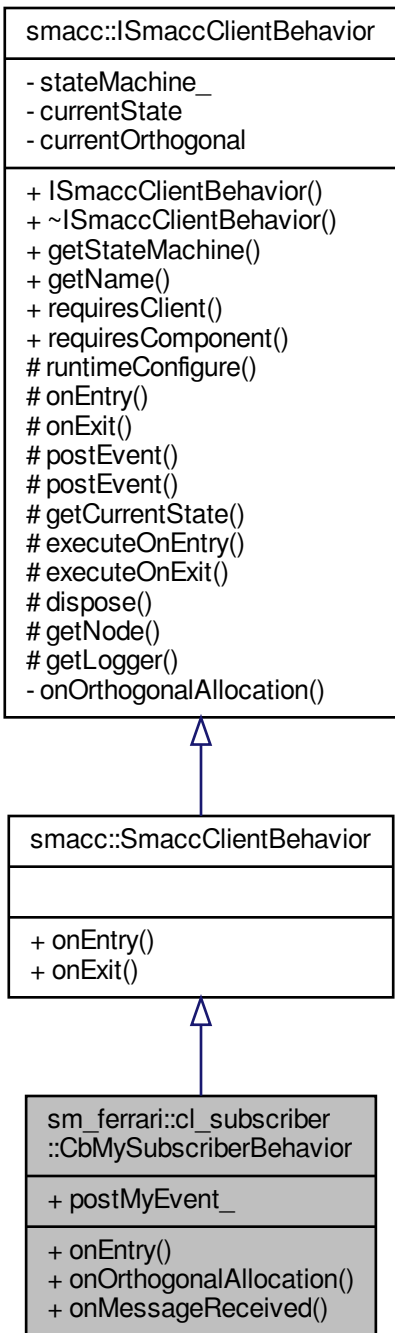 smacc::ISmaccClientBehavior
- stateMachine_
- currentState
- currentOrthogonal
+ ISmaccClientBehavior()
+ ~ISmaccClientBehavior()
+ getStateMachine()
+ getName()
+ requiresClient()
+ requiresComponent()
# runtimeConfigure()
# onEntry()
# onExit()
# postEvent()
# postEvent()
# getCurrentState()
# executeOnEntry()
# executeOnExit()
# dispose()
# getNode()
# getLogger()
- onOrthogonalAllocation()
smacc::SmaccClientBehavior
+ onEntry()
+ onExit()
sm_ferrari::cl_subscriber
::CbMySubscriberBehavior
+ postMyEvent_
+ onEntry()
+ onOrthogonalAllocation()
+ onMessageReceived()